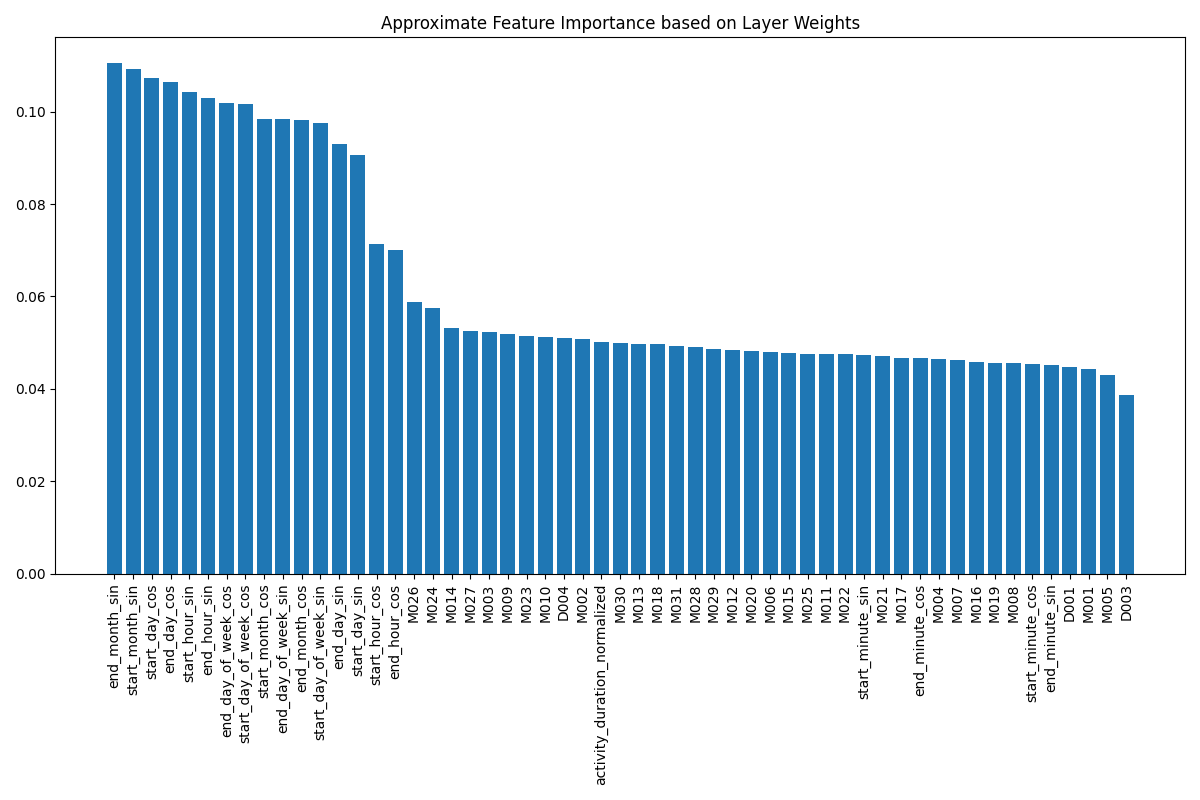 Approximate Feature Importance based on Layer Weights
0.10
0.08
0.06
0.04
0.02
0.00
end_month_sin
start_month_sin
start_day_cos
end_day_cos
start_hour_sin
end_hour_sin
end_day_of_week_cos
start_day_of_week_cos
start_month_cos
end_day_of_week_sin
end_month_cos
start_day_of_week_sin
end_day_sin
start_day_sin
start_hour_cos
end_hour_cos
M026
M024
M014
M027
M003
M009
M023
M010
D004
M002
activity_duration_normalized
M030
M013
M018
M031
M028
M029
M012
M020
M006
M015
M025
M011
M022
start_minute_sin
M021
M017
end_minute_cos
M004
M007
M016
M019
M008
start_minute_cos
end_minute_sin
D001
M001
M005
D003